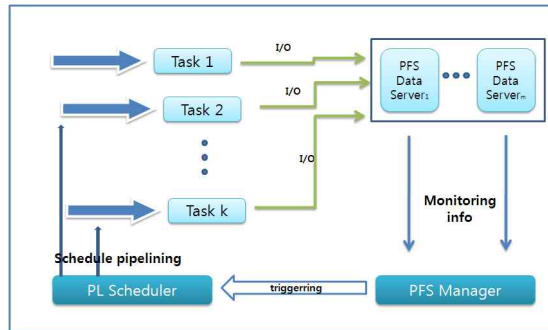 Task 1
I/O
PFS
Data
Server₁
PFS
Data
Serverₘ
Task 2
I/O
I/O
Task k
Monitoring
info
Schedule pipelining
PL Scheduler
triggerring
PFS Manager